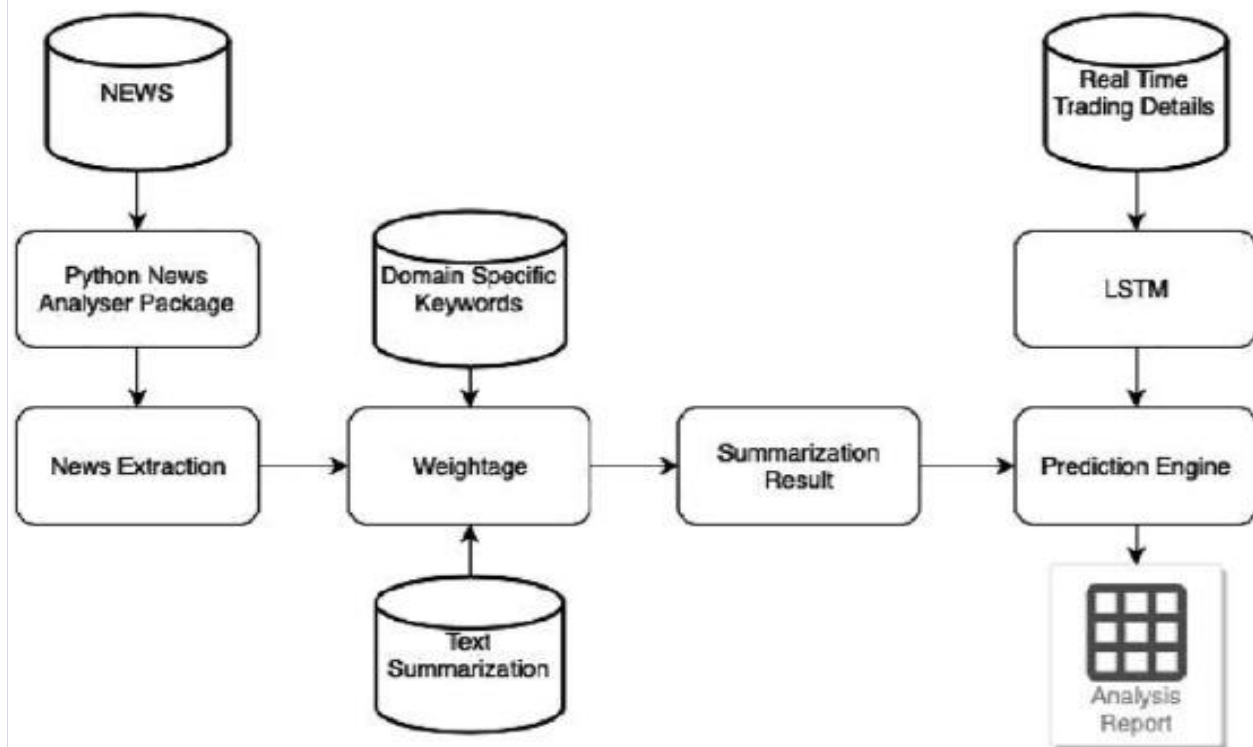 NEWS
Real Time
Trading Details
Python News
Analyser Package
Domain Specific
Keywords
LSTM
News Extraction
Weightage
Summarization
Result
Prediction Engine
Text
Summarization
Analysis
Report